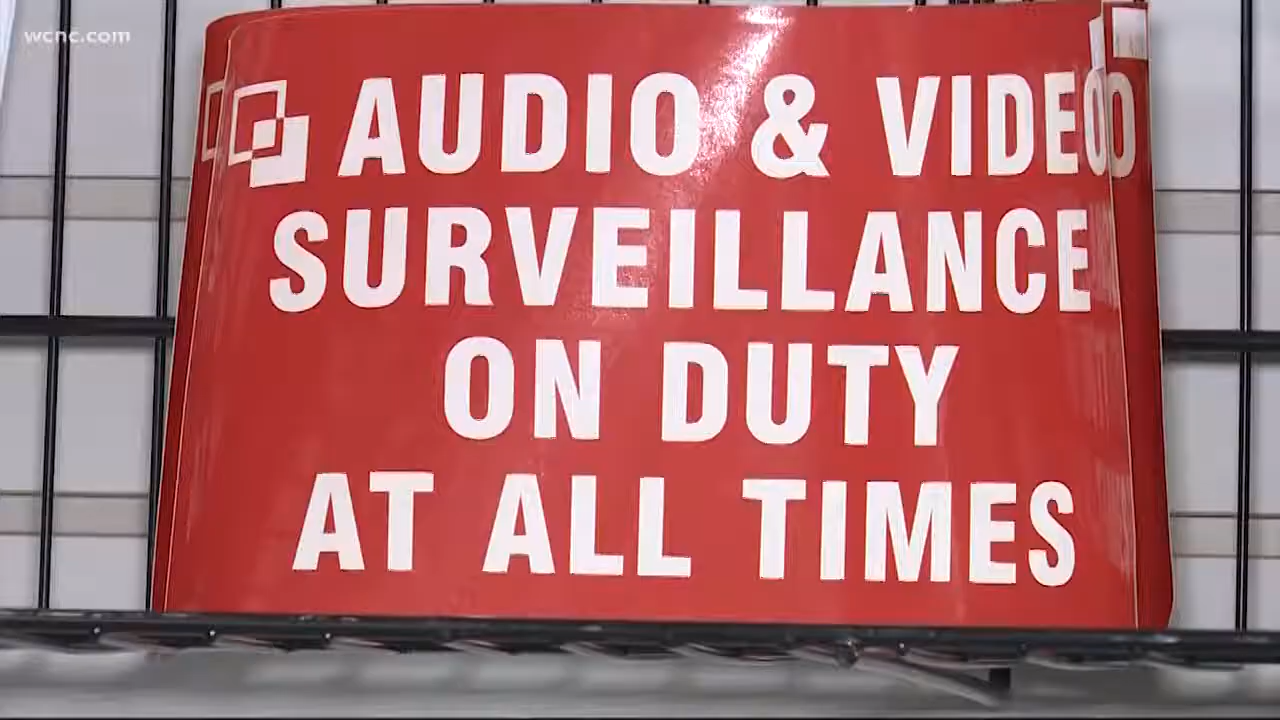 wcnc.com
AUDIO & VIDEO
SURVEILLANCE
ON DUTY
AT ALL TIMES